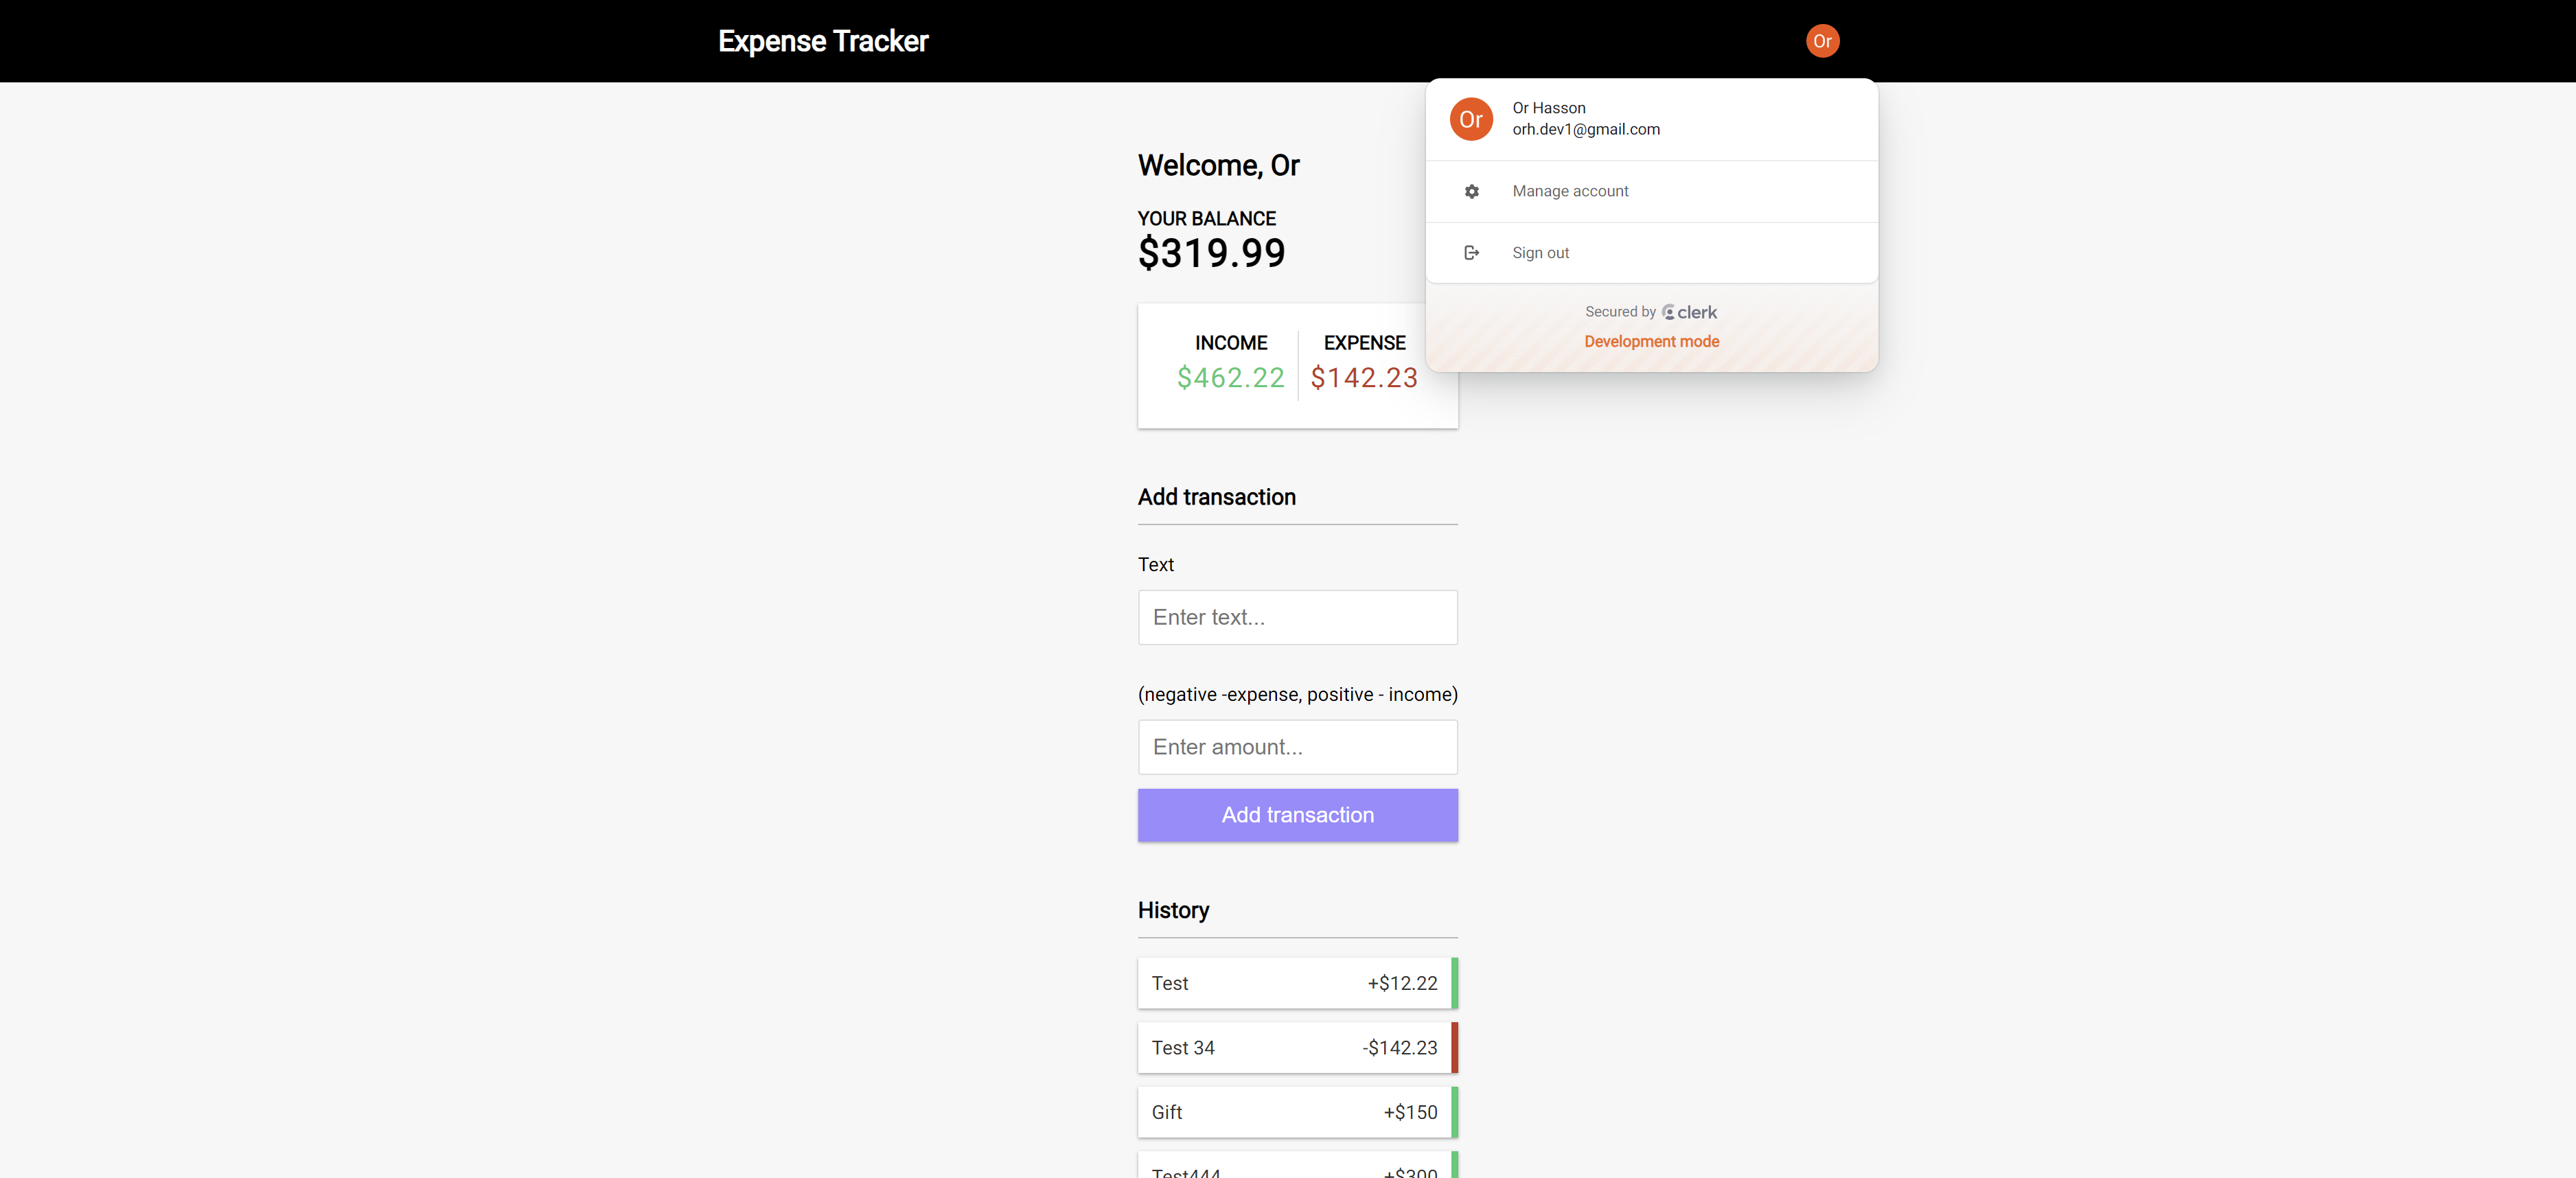 Expense Tracker
Or
Or
Or Hasson
orh.dev1@gmail.com
Manage account
Sign out
Secured by clerk
Development mode
Welcome, Or
YOUR BALANCE
$319.99
INCOME
$462.22
EXPENSE
$142.23
Add transaction
Text
Enter text...
(negative -expense, positive - income)
Enter amount...
Add transaction
History
Test +$12.22
Test 34 -$142.23
Gift +$150
Test444 +$300